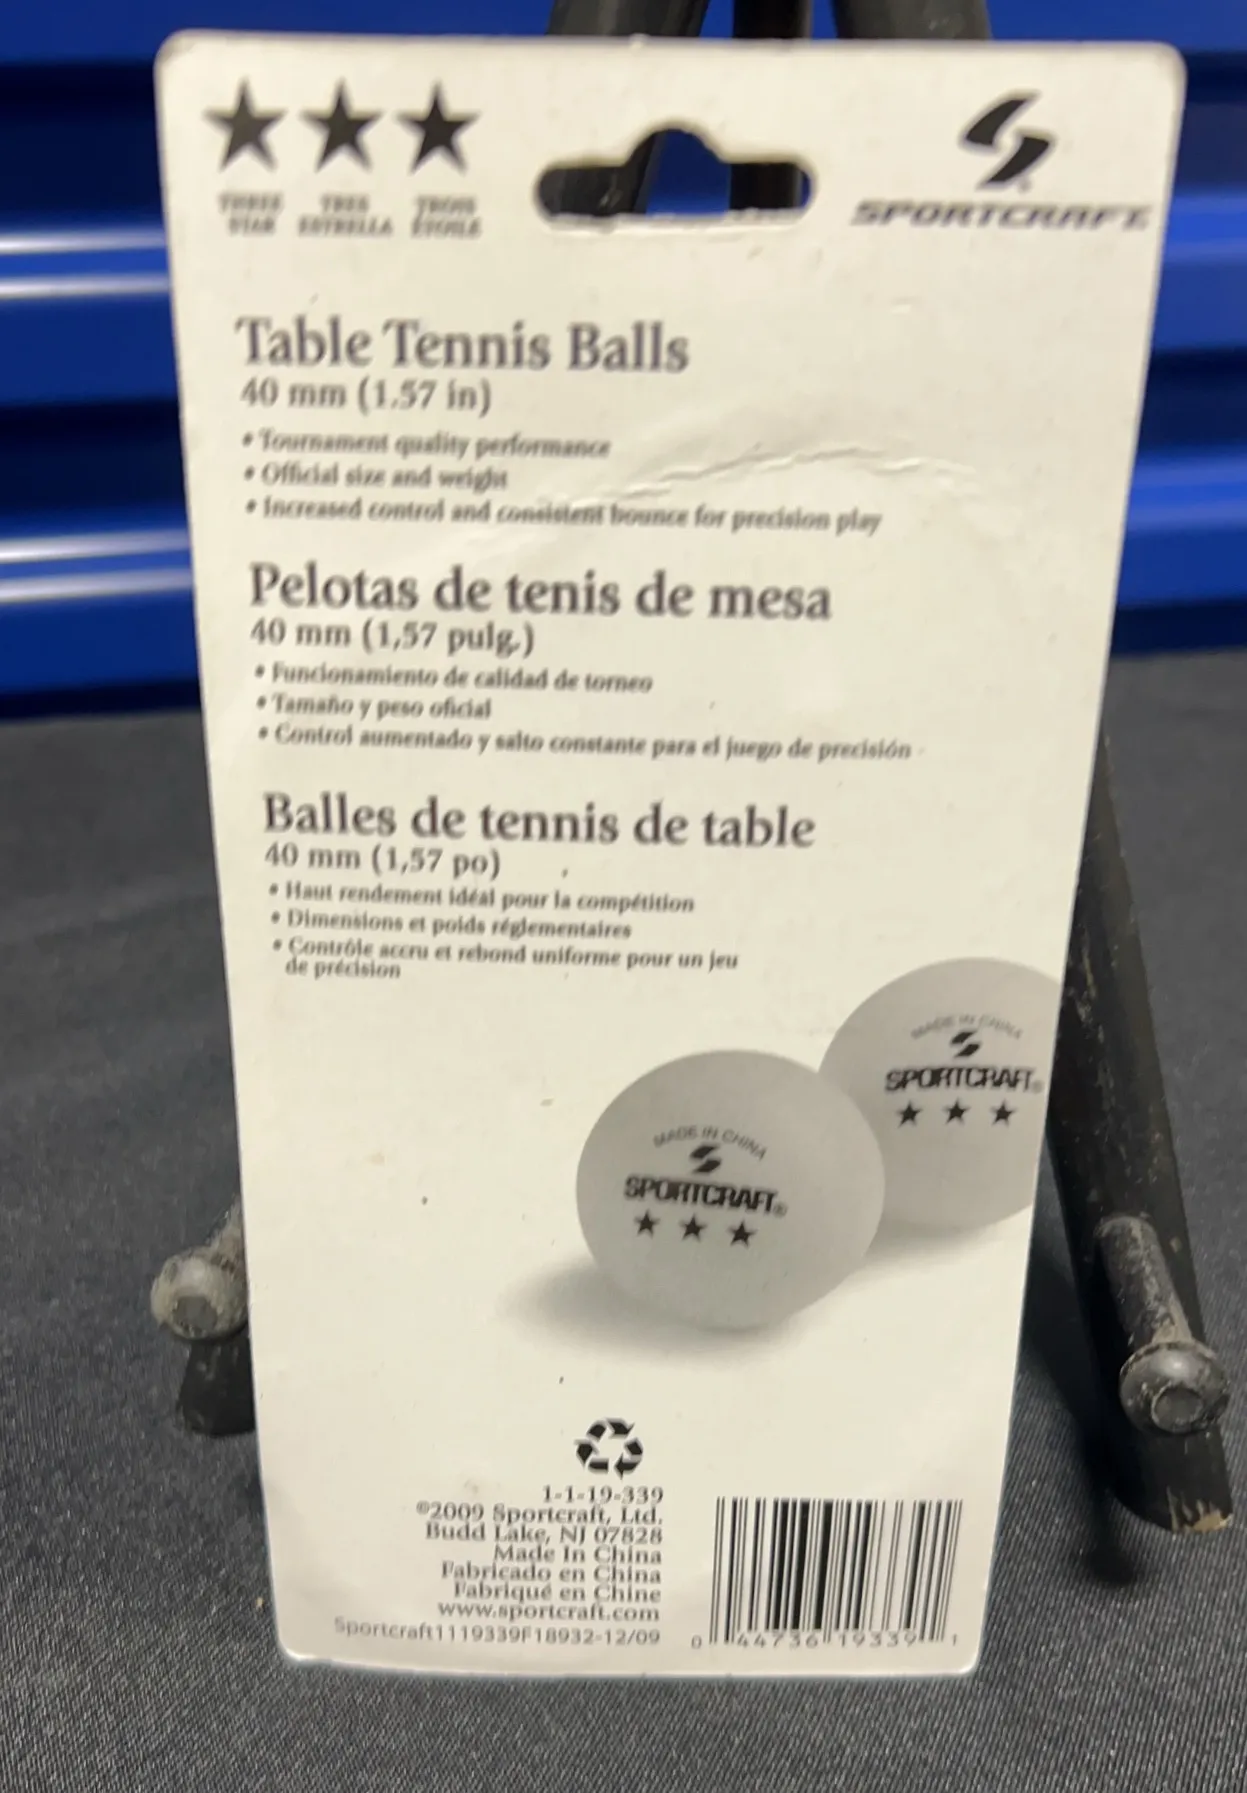 THREE STAR
TRES ESTRELLA
TROIS ÉTOILE
SPORTCRAFT
Table Tennis Balls
40 mm (1.57 in)
• Tournament quality performance
• Official size and weight
• Increased control and consistent bounce for precision play
Pelotas de tenis de mesa
40 mm (1,57 pulg.)
• Funcionamiento de calidad de torneo
• Tamaño y peso oficial
• Control aumentado y salto constante para el juego de precisión
Balles de tennis de table
40 mm (1,57 po)
• Haut rendement idéal pour la compétition
• Dimensions et poids réglementaires
• Contrôle accru et rebond uniforme pour un jeu
de précision
MADE IN CHINA
SPORTCRAFT®
MADE IN CHINA
SPORTCRAFT®
1-1-19-339
©2009 Sportcraft, Ltd.
Budd Lake, NJ 07828
Made In China
Fabricado en China
Fabriqué en Chine
www.sportcraft.com
Sportcraft1119339F18932-12/09
0 44736 19339 1